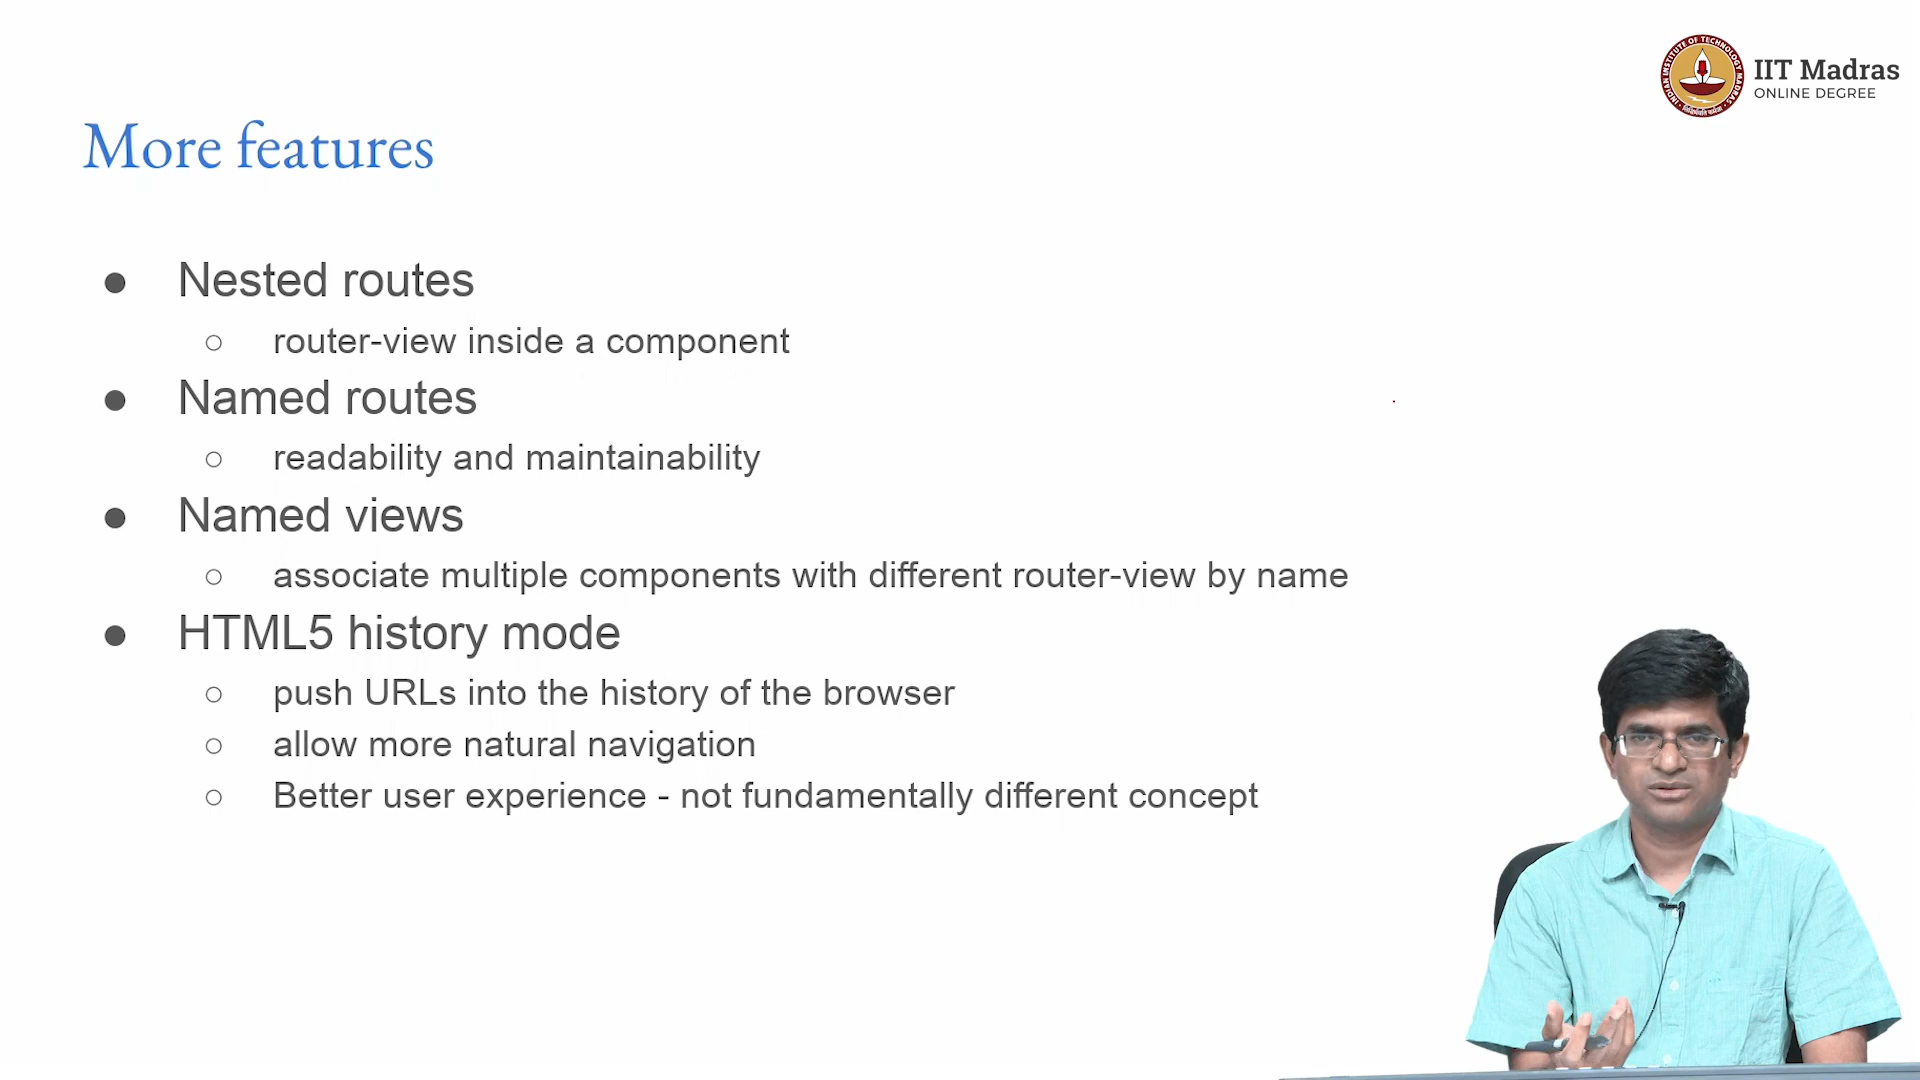 IIT Madras
ONLINE DEGREE
More features
● Nested routes
○ router-view inside a component
● Named routes
○ readability and maintainability
● Named views
○ associate multiple components with different router-view by name
● HTML5 history mode
○ push URLs into the history of the browser
○ allow more natural navigation
○ Better user experience - not fundamentally different concept